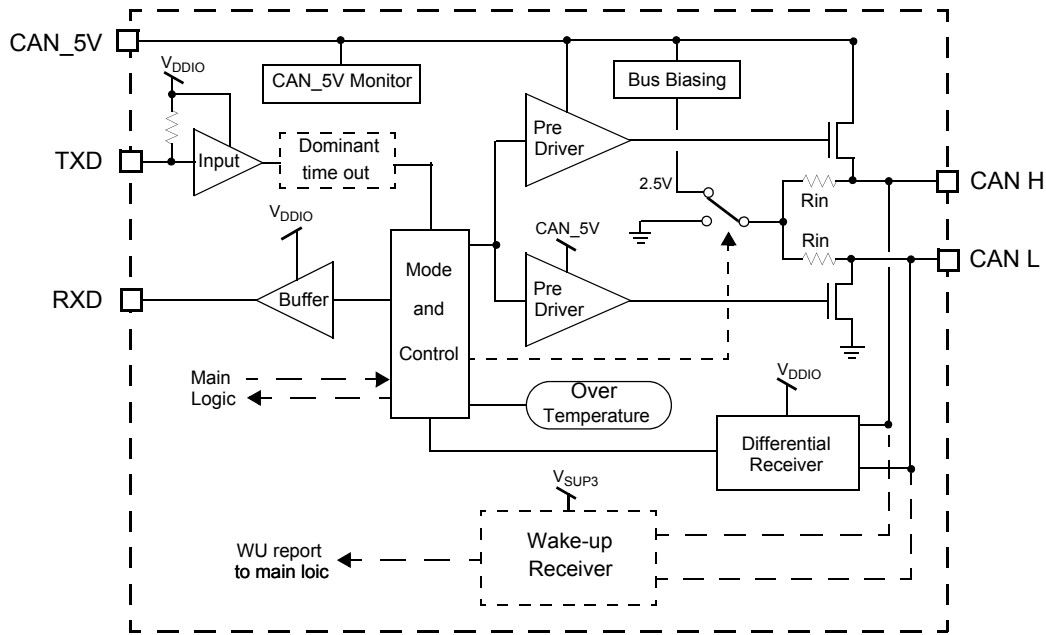 CAN_5V
VDDIO
CAN_5V Monitor
Bus Biasing
TXD
Input
Dominant
time out
Pre
Driver
2.5V
Rin
CAN H
VDDIO
CAN_5V
Rin
CAN L
RXD
Buffer
Mode
and
Control
Pre
Driver
Main
Logic
Over
Temperature
VDDIO
Differential
Receiver
VSUP3
Wake-up
Receiver
WU report
to main loic